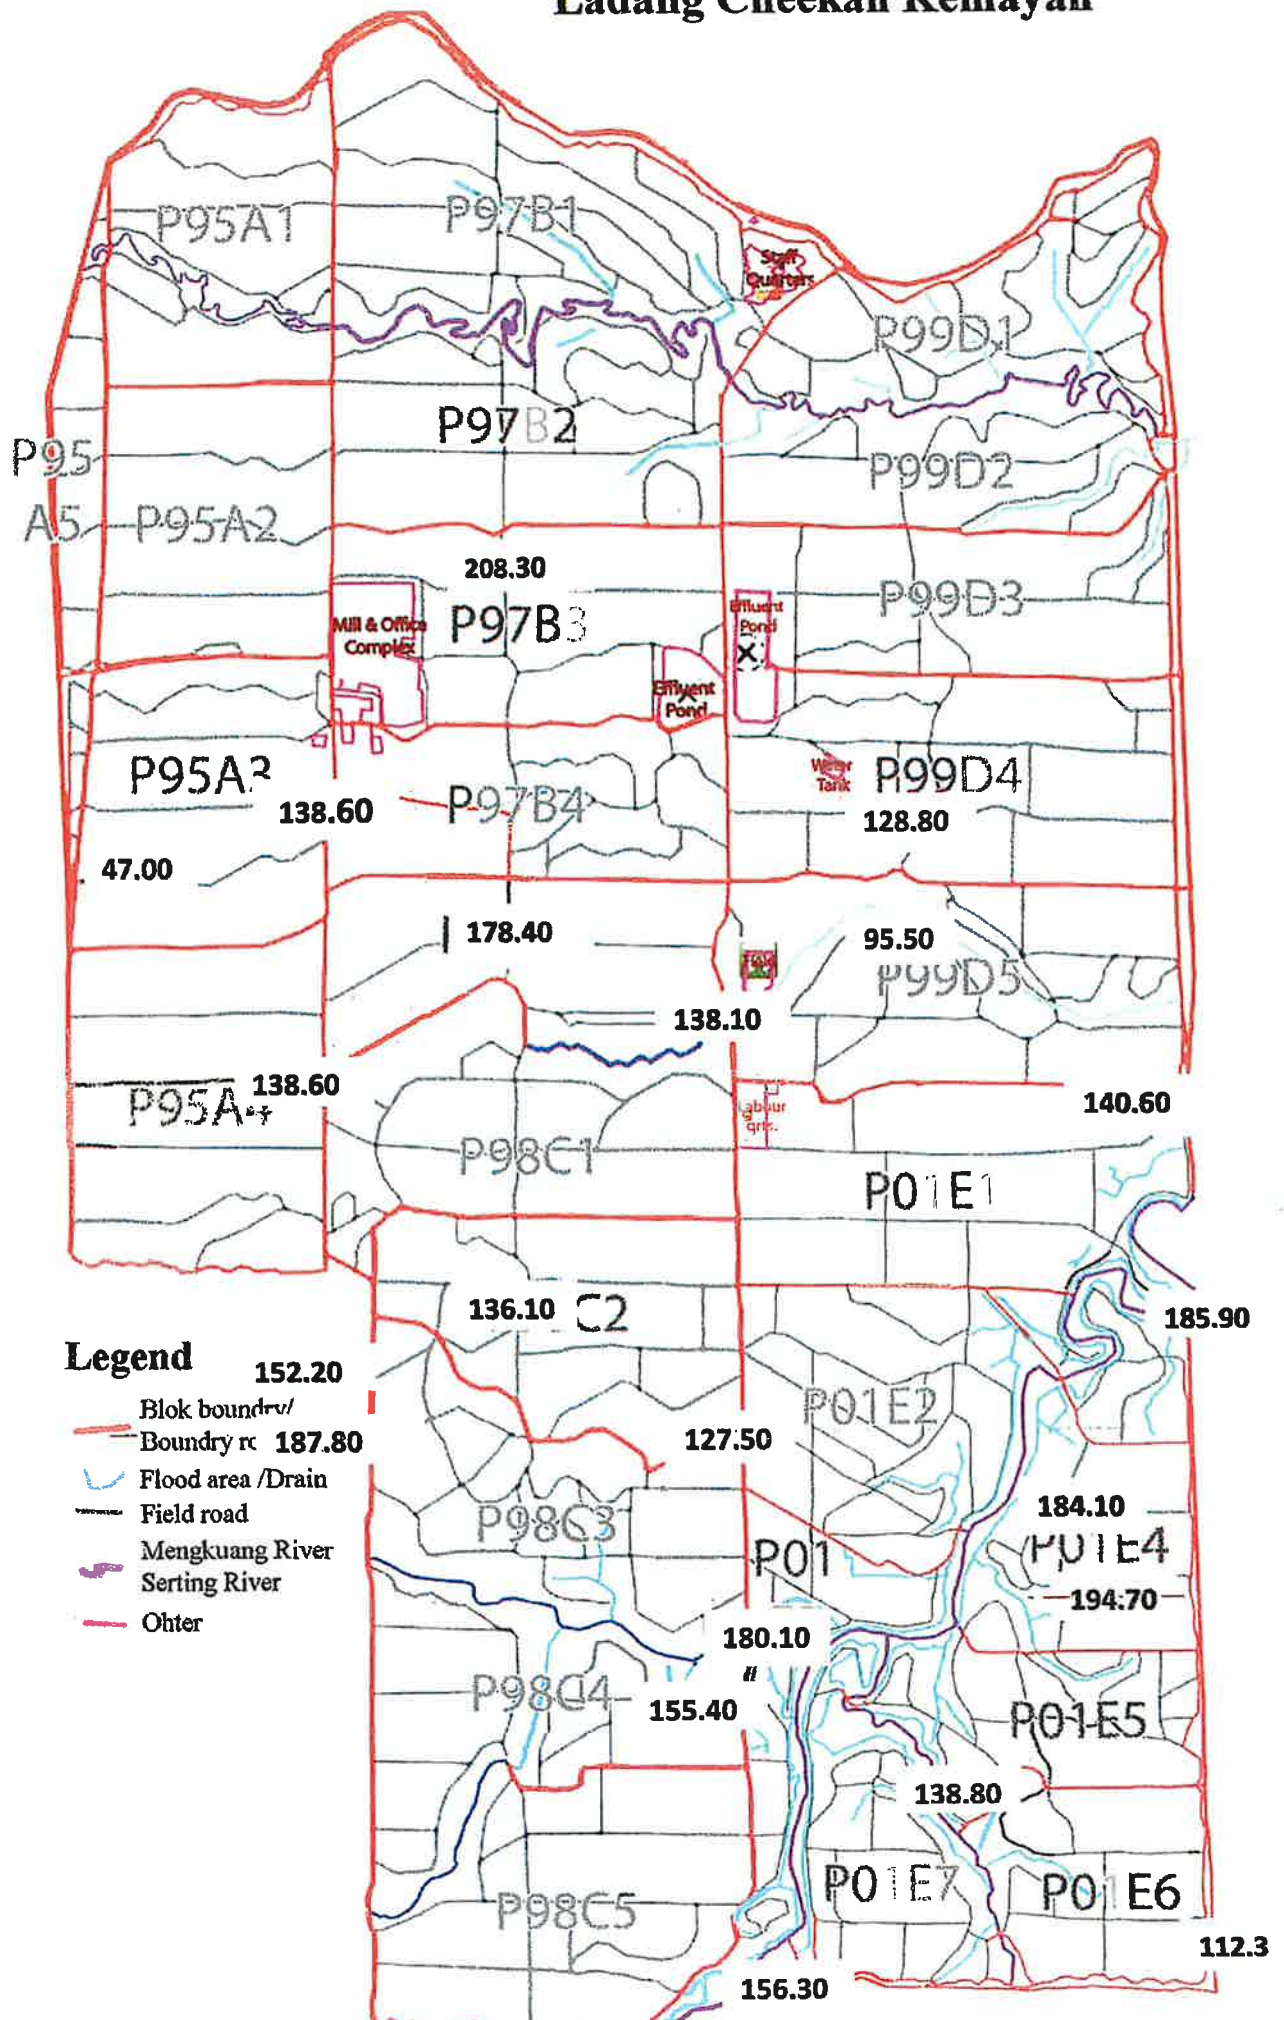 Ladang Cheekah Kemayan
P95A1
P97B1
Staff
Quarters
P99D1
P97B2
P95
A5
P95A2
P99D2
208.30
P97B3
P99D3
Mill & Office
Complex
Effluent
Pond
Effluent
Pond
P95A3
138.60
P97B4
Water
Tank
P99D4
128.80
47.00
178.40
95.50
P99D5
138.10
P95A4
138.60
Labour
qrts.
140.60
P98C1
P01E1
136.10 C2
185.90
Legend
152.20
Blok boundry/
Boundry r
187.80
Flood area /Drain
Field road
Mengkuang River
Serting River
Ohter
P01E2
127.50
P98C3
184.10
P01
P01E4
194.70
180.10
P98C4
155.40
P01E5
138.80
P01E7
P01E6
P98C5
112.3
156.30